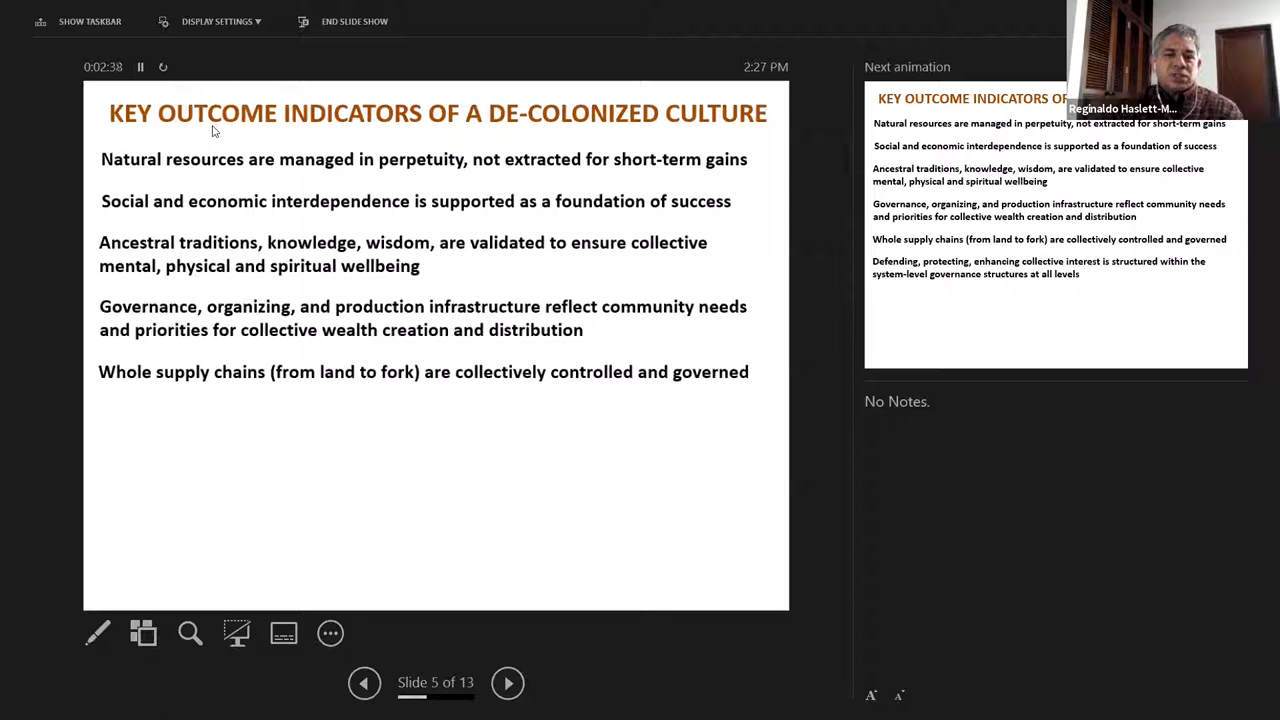 SHOW TASKBAR
DISPLAY SETTINGS
END SLIDE SHOW
0:02:38
2:27 PM
KEY OUTCOME INDICATORS OF A DE-COLONIZED CULTURE
Natural resources are managed in perpetuity, not extracted for short-term gains
Social and economic interdependence is supported as a foundation of success
Ancestral traditions, knowledge, wisdom, are validated to ensure collective
mental, physical and spiritual wellbeing
Governance, organizing, and production infrastructure reflect community needs
and priorities for collective wealth creation and distribution
Whole supply chains (from land to fork) are collectively controlled and governed
Slide 5 of 13
Next animation
Reginaldo Haslett-M...
KEY OUTCOME INDICATORS OF
Natural resources are managed in perpetuity, not extracted for short-term gains
Social and economic interdependence is supported as a foundation of success
Ancestral traditions, knowledge, wisdom, are validated to ensure collective
mental, physical and spiritual wellbeing
Governance, organizing, and production infrastructure reflect community needs
and priorities for collective wealth creation and distribution
Whole supply chains (from land to fork) are collectively controlled and governed
Defending, protecting, enhancing collective interest is structured within the
system-level governance structures at all levels
No Notes.
A A